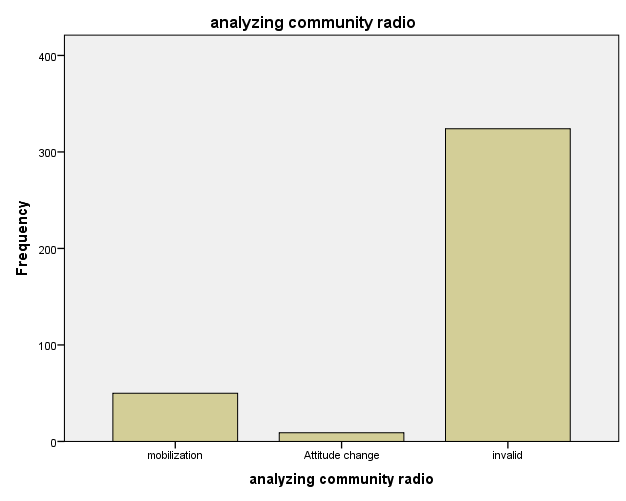 analyzing community radio
400
300
200
100
0
Frequency
mobilization
Attitude change
invalid
analyzing community radio